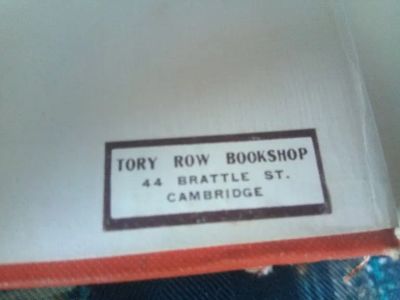 TORY ROW BOOKSHOP
44 BRATTLE ST.
CAMBRIDGE